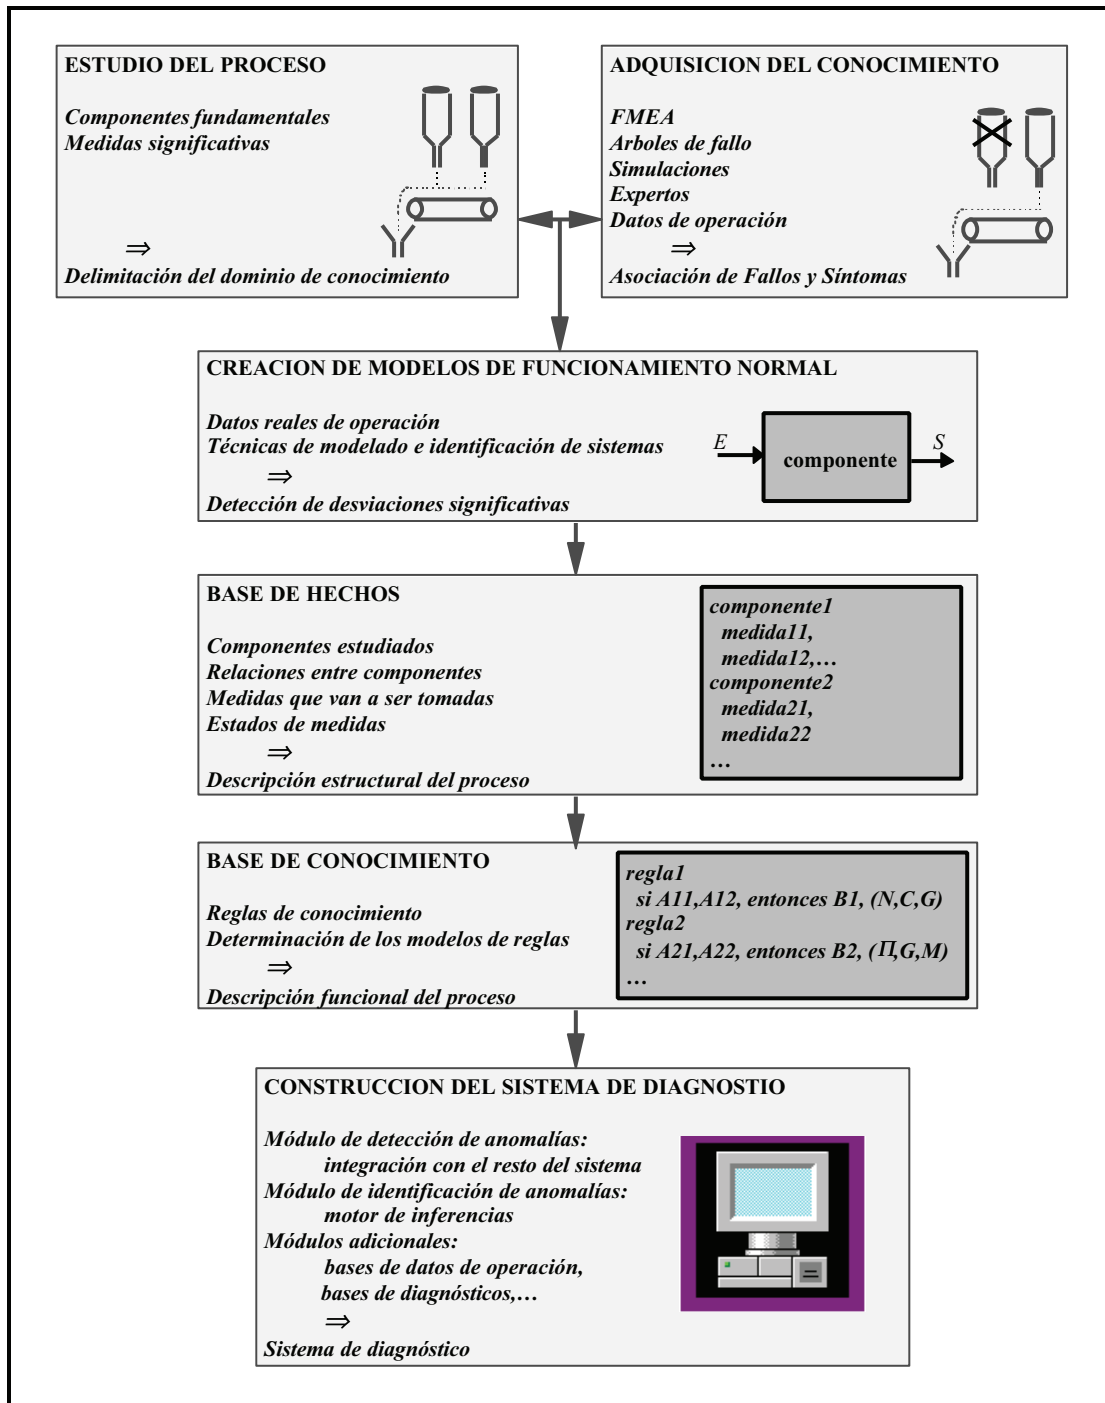 ESTUDIO DEL PROCESO
Componentes fundamentales
Medidas significativas
⇒
Delimitación del dominio de conocimiento
ADQUISICION DEL CONOCIMIENTO
FMEA
Arboles de fallo
Simulaciones
Expertos
Datos de operación
⇒
Asociación de Fallos y Síntomas
CREACION DE MODELOS DE FUNCIONAMIENTO NORMAL
Datos reales de operación
Técnicas de modelado e identificación de sistemas
⇒
Detección de desviaciones significativas
E
componente
S
BASE DE HECHOS
Componentes estudiados
Relaciones entre componentes
Medidas que van a ser tomadas
Estados de medidas
⇒
Descripción estructural del proceso
componente1
medida11,
medida12,…
componente2
medida21,
medida22
…
BASE DE CONOCIMIENTO
Reglas de conocimiento
Determinación de los modelos de reglas
⇒
Descripción funcional del proceso
regla1
si A11,A12, entonces B1, (N,C,G)
regla2
si A21,A22, entonces B2, (Π,G,M)
…
CONSTRUCCION DEL SISTEMA DE DIAGNOSTIO
Módulo de detección de anomalías:
integración con el resto del sistema
Módulo de identificación de anomalías:
motor de inferencias
Módulos adicionales:
bases de datos de operación,
bases de diagnósticos,…
⇒
Sistema de diagnóstico